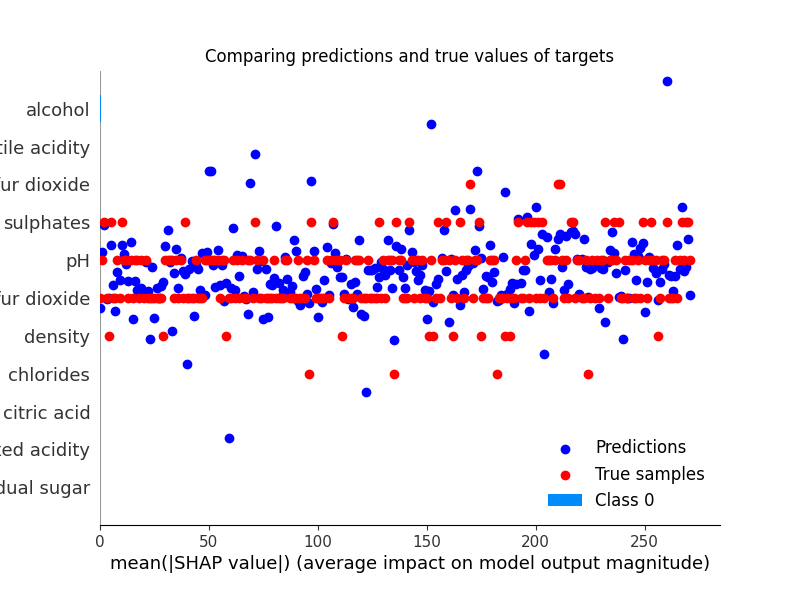 Comparing predictions and true values of targets
alcohol
tile acidity
fur dioxide
sulphates
pH
fur dioxide
density
chlorides
citric acid
ted acidity
dual sugar
Predictions
True samples
Class 0
0 50 100 150 200 250
mean(|SHAP value|) (average impact on model output magnitude)